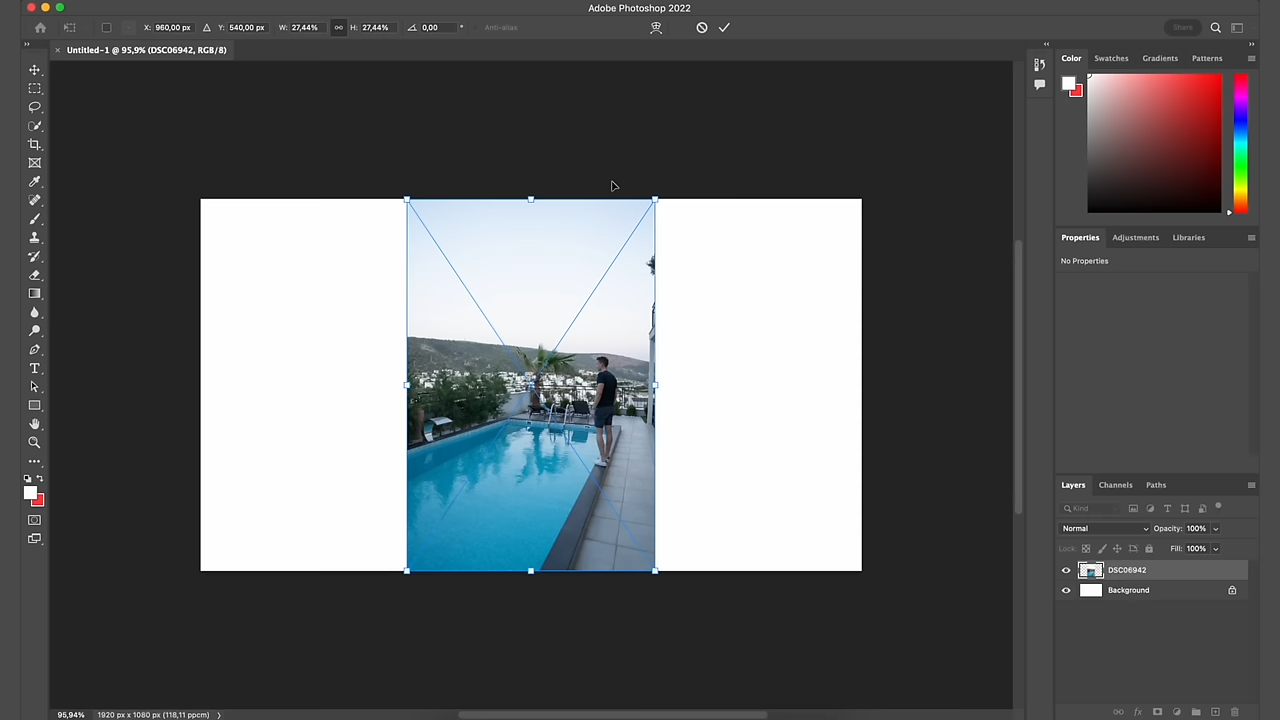 Adobe Photoshop 2022
X: 960,00 px Y: 540,00 px W: 27,44% H: 27,44% 0,00 ° Anti-alias Share
Untitled-1 @ 95,9% (DSC06942, RGB/8)
Color Swatches Gradients Patterns
Properties Adjustments Libraries
No Properties
Layers Channels Paths
Kind
Normal Opacity: 100%
Lock: Fill: 100%
DSC06942
Background
95,94% 1920 px x 1080 px (118,11 ppcm)